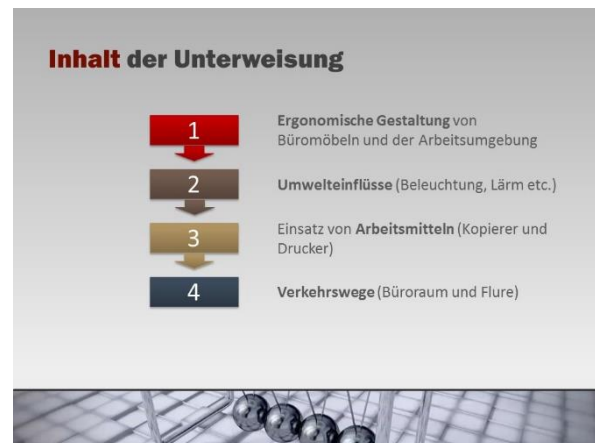 Inhalt der Unterweisung
1
Ergonomische Gestaltung von
Büromöbeln und der Arbeitsumgebung
2
Umwelteinflüsse (Beleuchtung, Lärm etc.)
3
Einsatz von Arbeitsmitteln (Kopierer und
Drucker)
4
Verkehrswege (Büroraum und Flure)